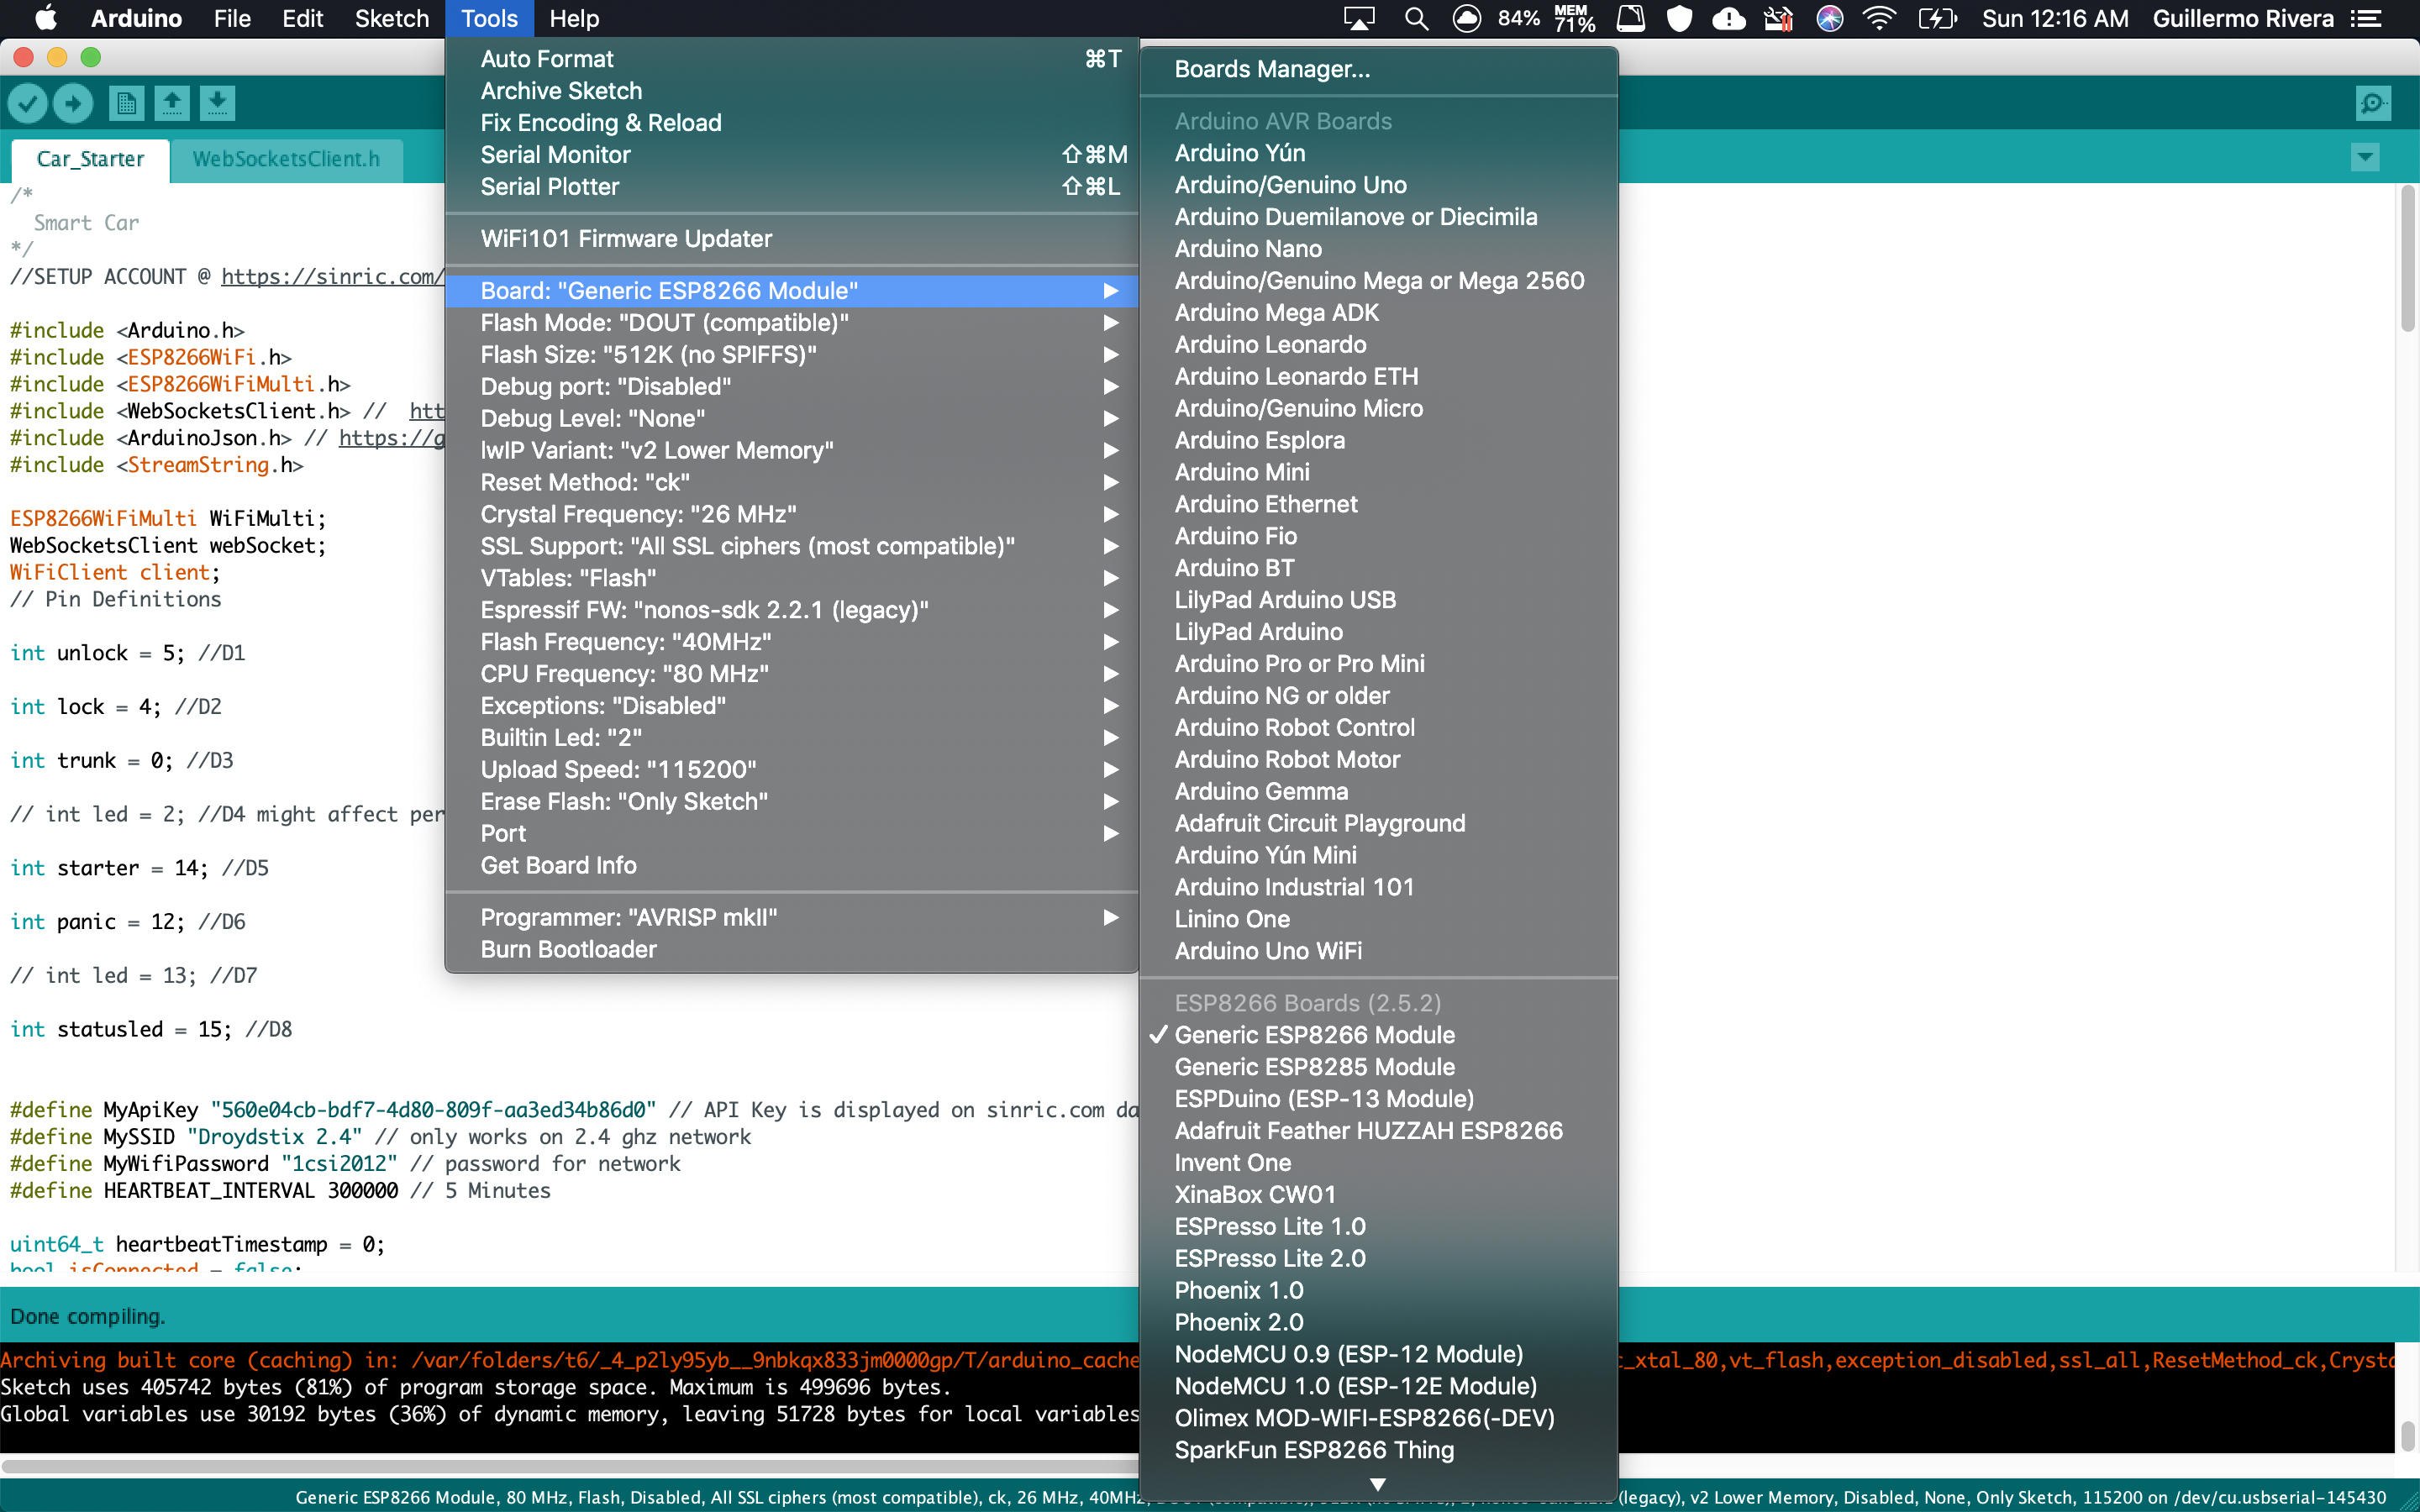 Arduino File Edit Sketch Tools Help 84% MEM 71% Sun 12:16 AM Guillermo Rivera
Auto Format ⌘T
Archive Sketch
Fix Encoding & Reload
Serial Monitor ⇧⌘M
Serial Plotter ⇧⌘L
WiFi101 Firmware Updater
Board: "Generic ESP8266 Module"
Flash Mode: "DOUT (compatible)"
Flash Size: "512K (no SPIFFS)"
Debug port: "Disabled"
Debug Level: "None"
lwIP Variant: "v2 Lower Memory"
Reset Method: "ck"
Crystal Frequency: "26 MHz"
SSL Support: "All SSL ciphers (most compatible)"
VTables: "Flash"
Espressif FW: "nonos-sdk 2.2.1 (legacy)"
Flash Frequency: "40MHz"
CPU Frequency: "80 MHz"
Exceptions: "Disabled"
Builtin Led: "2"
Upload Speed: "115200"
Erase Flash: "Only Sketch"
Port
Get Board Info
Programmer: "AVRISP mkII"
Burn Bootloader
Boards Manager...
Arduino AVR Boards
Arduino Yún
Arduino/Genuino Uno
Arduino Duemilanove or Diecimila
Arduino Nano
Arduino/Genuino Mega or Mega 2560
Arduino Mega ADK
Arduino Leonardo
Arduino Leonardo ETH
Arduino/Genuino Micro
Arduino Esplora
Arduino Mini
Arduino Ethernet
Arduino Fio
Arduino BT
LilyPad Arduino USB
LilyPad Arduino
Arduino Pro or Pro Mini
Arduino NG or older
Arduino Robot Control
Arduino Robot Motor
Arduino Gemma
Adafruit Circuit Playground
Arduino Yún Mini
Arduino Industrial 101
Linino One
Arduino Uno WiFi
ESP8266 Boards (2.5.2)
✓ Generic ESP8266 Module
Generic ESP8285 Module
ESPDuino (ESP-13 Module)
Adafruit Feather HUZZAH ESP8266
Invent One
XinaBox CW01
ESPresso Lite 1.0
ESPresso Lite 2.0
Phoenix 1.0
Phoenix 2.0
NodeMCU 0.9 (ESP-12 Module)
NodeMCU 1.0 (ESP-12E Module)
Olimex MOD-WIFI-ESP8266(-DEV)
SparkFun ESP8266 Thing
Car_Starter WebSocketsClient.h
/*
Smart Car
*/
//SETUP ACCOUNT @ https://sinric.com/
#include <Arduino.h>
#include <ESP8266WiFi.h>
#include <ESP8266WiFiMulti.h>
#include <WebSocketsClient.h> // htt
#include <ArduinoJson.h> // https://g
#include <StreamString.h>
ESP8266WiFiMulti WiFiMulti;
WebSocketsClient webSocket;
WiFiClient client;
// Pin Definitions
int unlock = 5; //D1
int lock = 4; //D2
int trunk = 0; //D3
// int led = 2; //D4 might affect per
int starter = 14; //D5
int panic = 12; //D6
// int led = 13; //D7
int statusled = 15; //D8
#define MyApiKey "560e04cb-bdf7-4d80-809f-aa3ed34b86d0" // API Key is displayed on sinric.com da
#define MySSID "Droydstix 2.4" // only works on 2.4 ghz network
#define MyWifiPassword "1csi2012" // password for network
#define HEARTBEAT_INTERVAL 300000 // 5 Minutes
uint64_t heartbeatTimestamp = 0;
bool isConnected = false;
Done compiling.
Archiving built core (caching) in: /var/folders/t6/_4_p2ly95yb__9nbkqx833jm0000gp/T/arduino_cache c_xtal_80,vt_flash,exception_disabled,ssl_all,ResetMethod_ck,Crysta
Sketch uses 405742 bytes (81%) of program storage space. Maximum is 499696 bytes.
Global variables use 30192 bytes (36%) of dynamic memory, leaving 51728 bytes for local variables
Generic ESP8266 Module, 80 MHz, Flash, Disabled, All SSL ciphers (most compatible), ck, 26 MHz, 40MHz, (legacy), v2 Lower Memory, Disabled, None, Only Sketch, 115200 on /dev/cu.usbserial-145430